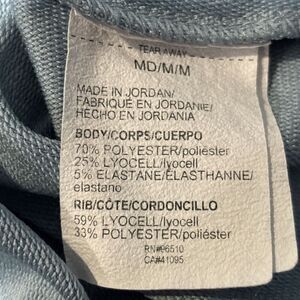 TEAR AWAY
MD/M/M
MADE IN JORDAN/
FABRIQUÉ EN JORDANIE/
HECHO EN JORDANIA
BODY/CORPS/CUERPO
70% POLYESTER/poliéster
25% LYOCELL/lyocell
5% ELASTANE/ÉLASTHANNE/
elastano
RIB/CÔTE/CORDONCILLO
59% LYOCELL/lyocell
33% POLYESTER/poliéster
RN#96510
CA#41095